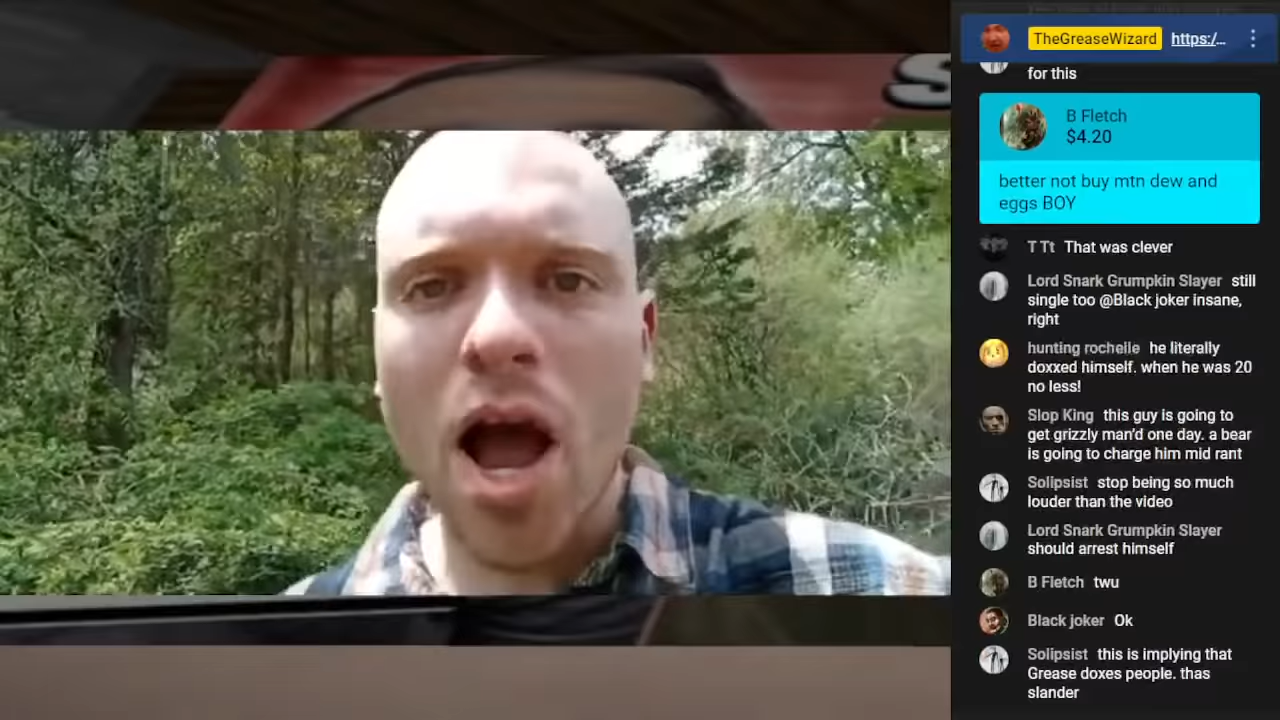 S
TheGreaseWizard https:/...
for this
B Fletch
$4.20
better not buy mtn dew and
eggs BOY
T Tt That was clever
Lord Snark Grumpkin Slayer still
single too @Black joker insane,
right
hunting rochelle he literally
doxxed himself. when he was 20
no less!
Slop King this guy is going to
get grizzly man'd one day. a bear
is going to charge him mid rant
Solipsist stop being so much
louder than the video
Lord Snark Grumpkin Slayer
should arrest himself
B Fletch twu
Black joker Ok
Solipsist this is implying that
Grease doxes people. thas
slander